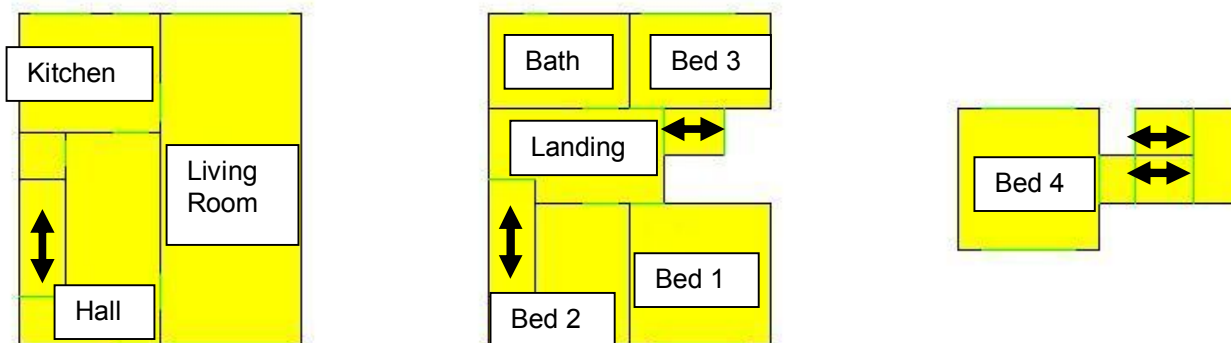 Kitchen
Living
Room
Hall
Bath
Bed 3
Landing
Bed 1
Bed 2
Bed 4